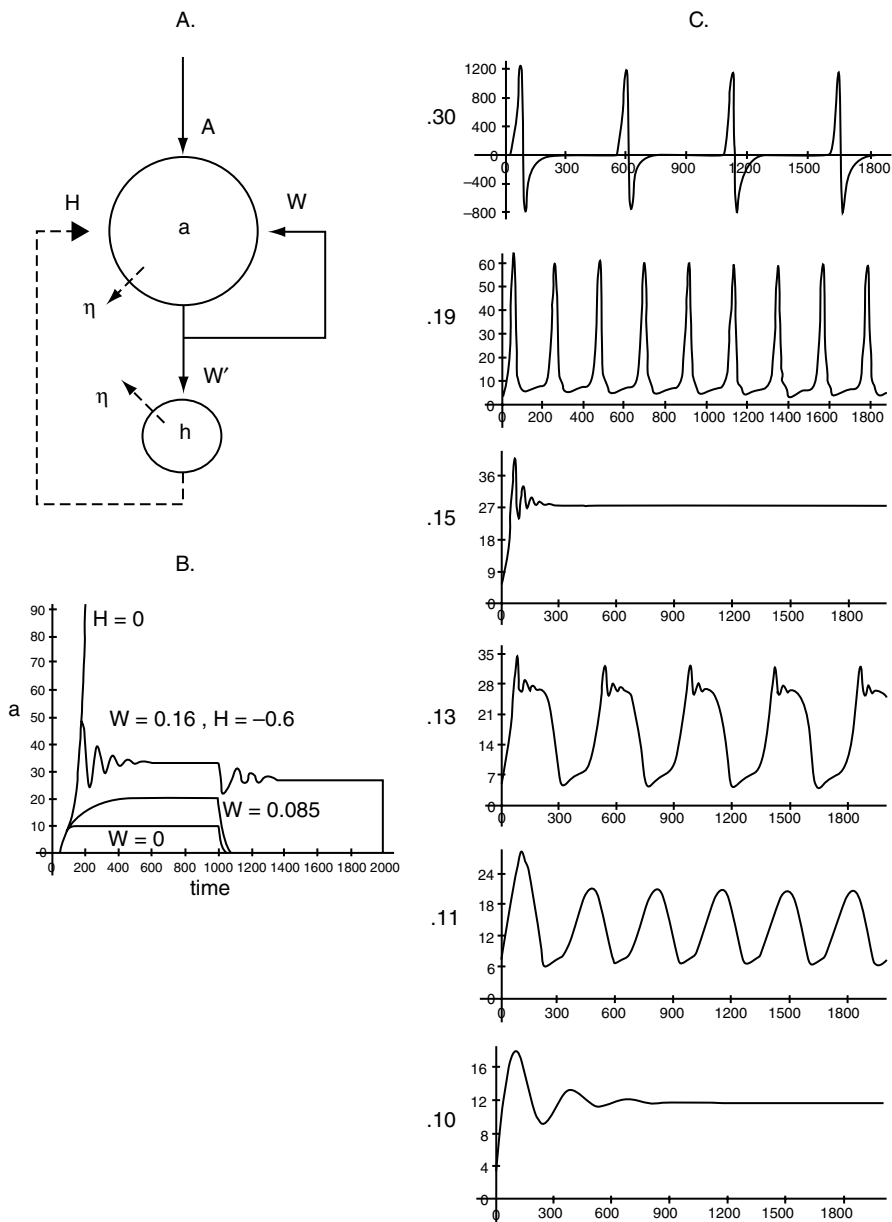 A.
A
H
W
a
η
W′
η
h
B.
90
80
70
60
50
40
30
20
10
0
a
H = 0
W = 0.16 , H = –0.6
W = 0.085
W = 0
0 200 400 600 800 1000 1200 1400 1600 1800 2000
time
C.
.30
1200
800
400
0
–400
–800
300 600 900 1200 1500 1800
.19
60
50
40
30
20
10
0
0 200 400 600 800 1000 1200 1400 1600 1800
.15
36
27
18
9
0
0 300 600 900 1200 1500 1800
.13
35
28
21
14
7
0
0 300 600 900 1200 1500 1800
.11
24
18
12
6
0
0 300 600 900 1200 1500 1800
.10
16
12
8
4
0
0 300 600 900 1200 1500 1800